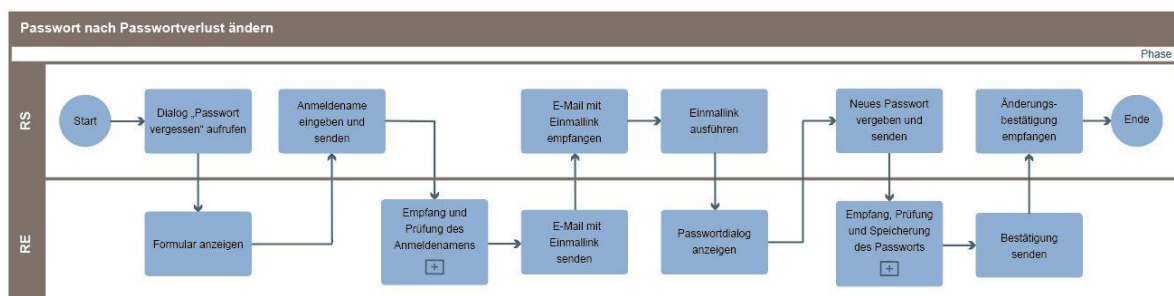 Passwort nach Passwortverlust ändern
Phase
RS
Start
Dialog „Passwort
vergessen“ aufrufen
Anmeldename
eingeben und
senden
E-Mail mit
Einmallink
empfangen
Einmallink
ausführen
Neues Passwort
vergeben und
senden
Änderungs-
bestätigung
empfangen
Ende
RE
Formular anzeigen
Empfang und
Prüfung des
Anmeldenamens
E-Mail mit
Einmallink
senden
Passwortdialog
anzeigen
Empfang, Prüfung
und Speicherung
des Passworts
Bestätigung
senden